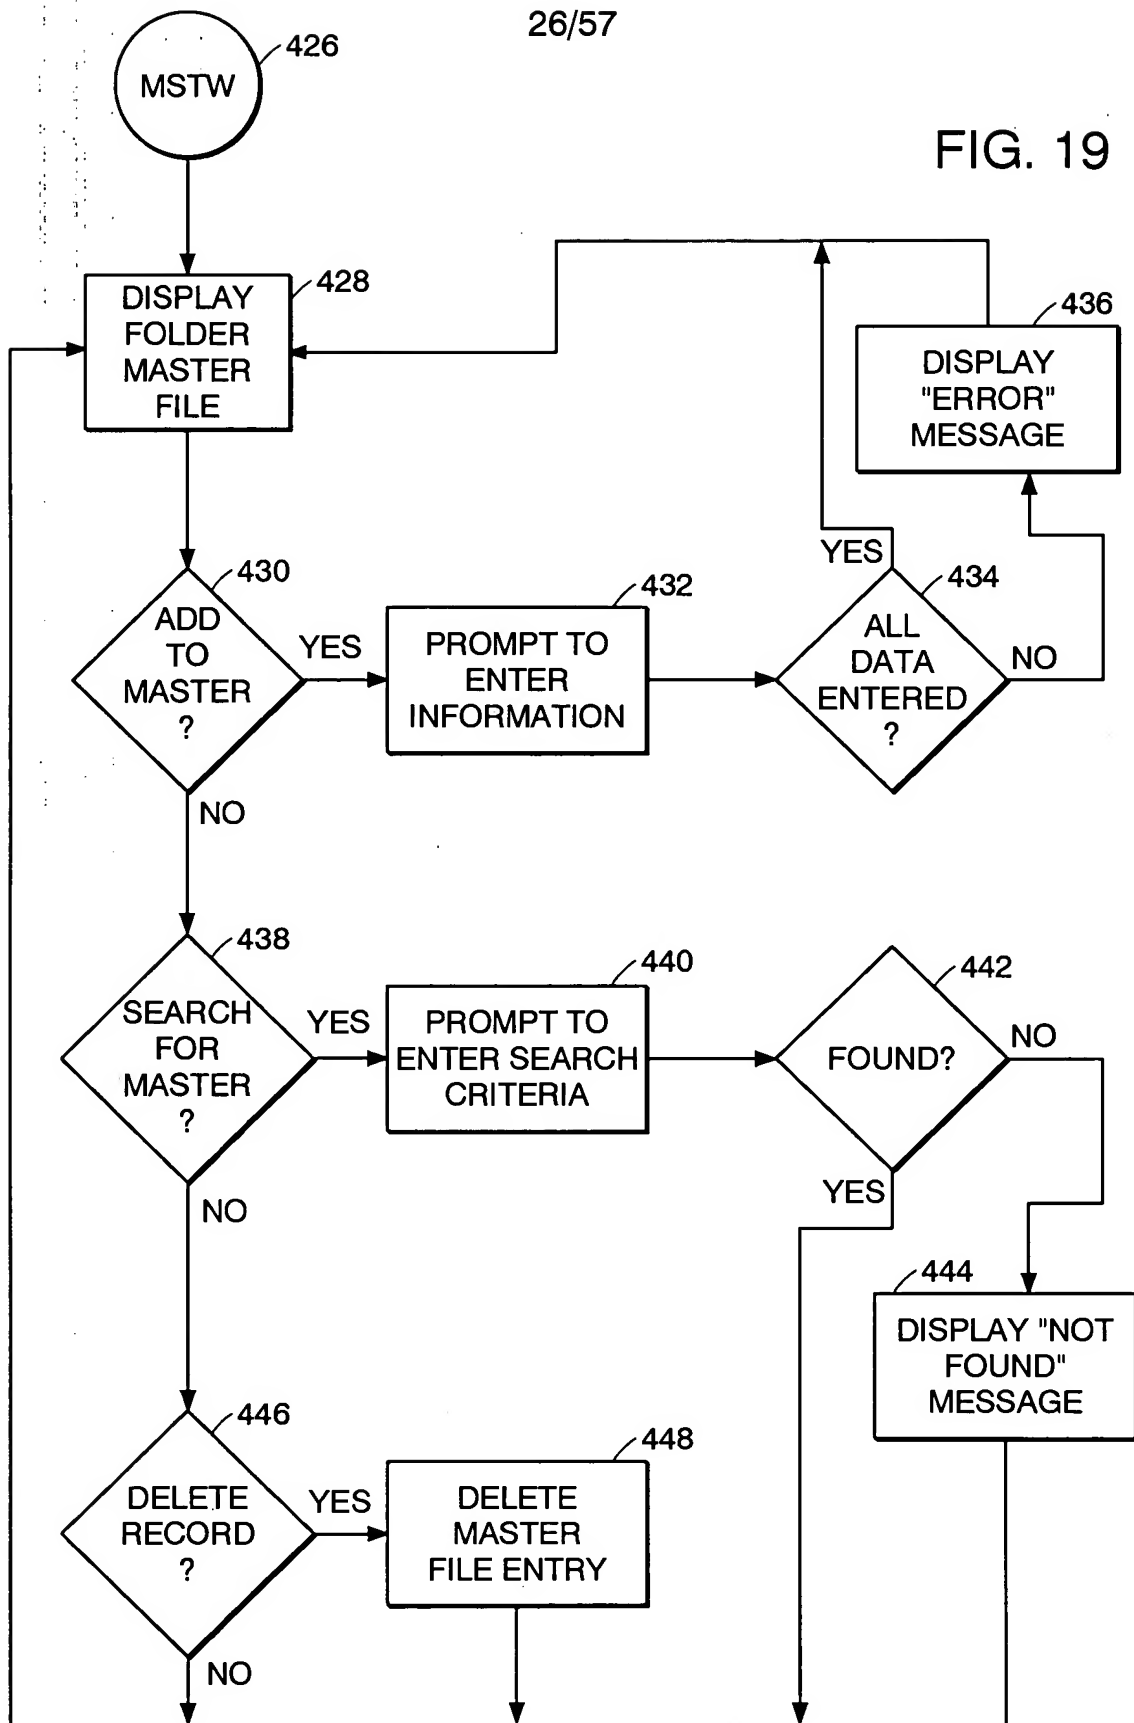 26/57
426
MSTW
FIG. 19
428
DISPLAY
FOLDER
MASTER
FILE
436
DISPLAY
"ERROR"
MESSAGE
430
ADD
TO
MASTER
?
YES
432
PROMPT TO
ENTER
INFORMATION
YES
434
ALL
DATA
ENTERED
?
NO
NO
438
SEARCH
FOR
MASTER
?
YES
440
PROMPT TO
ENTER SEARCH
CRITERIA
442
FOUND?
NO
YES
NO
444
DISPLAY "NOT
FOUND"
MESSAGE
446
DELETE
RECORD
?
YES
448
DELETE
MASTER
FILE ENTRY
NO